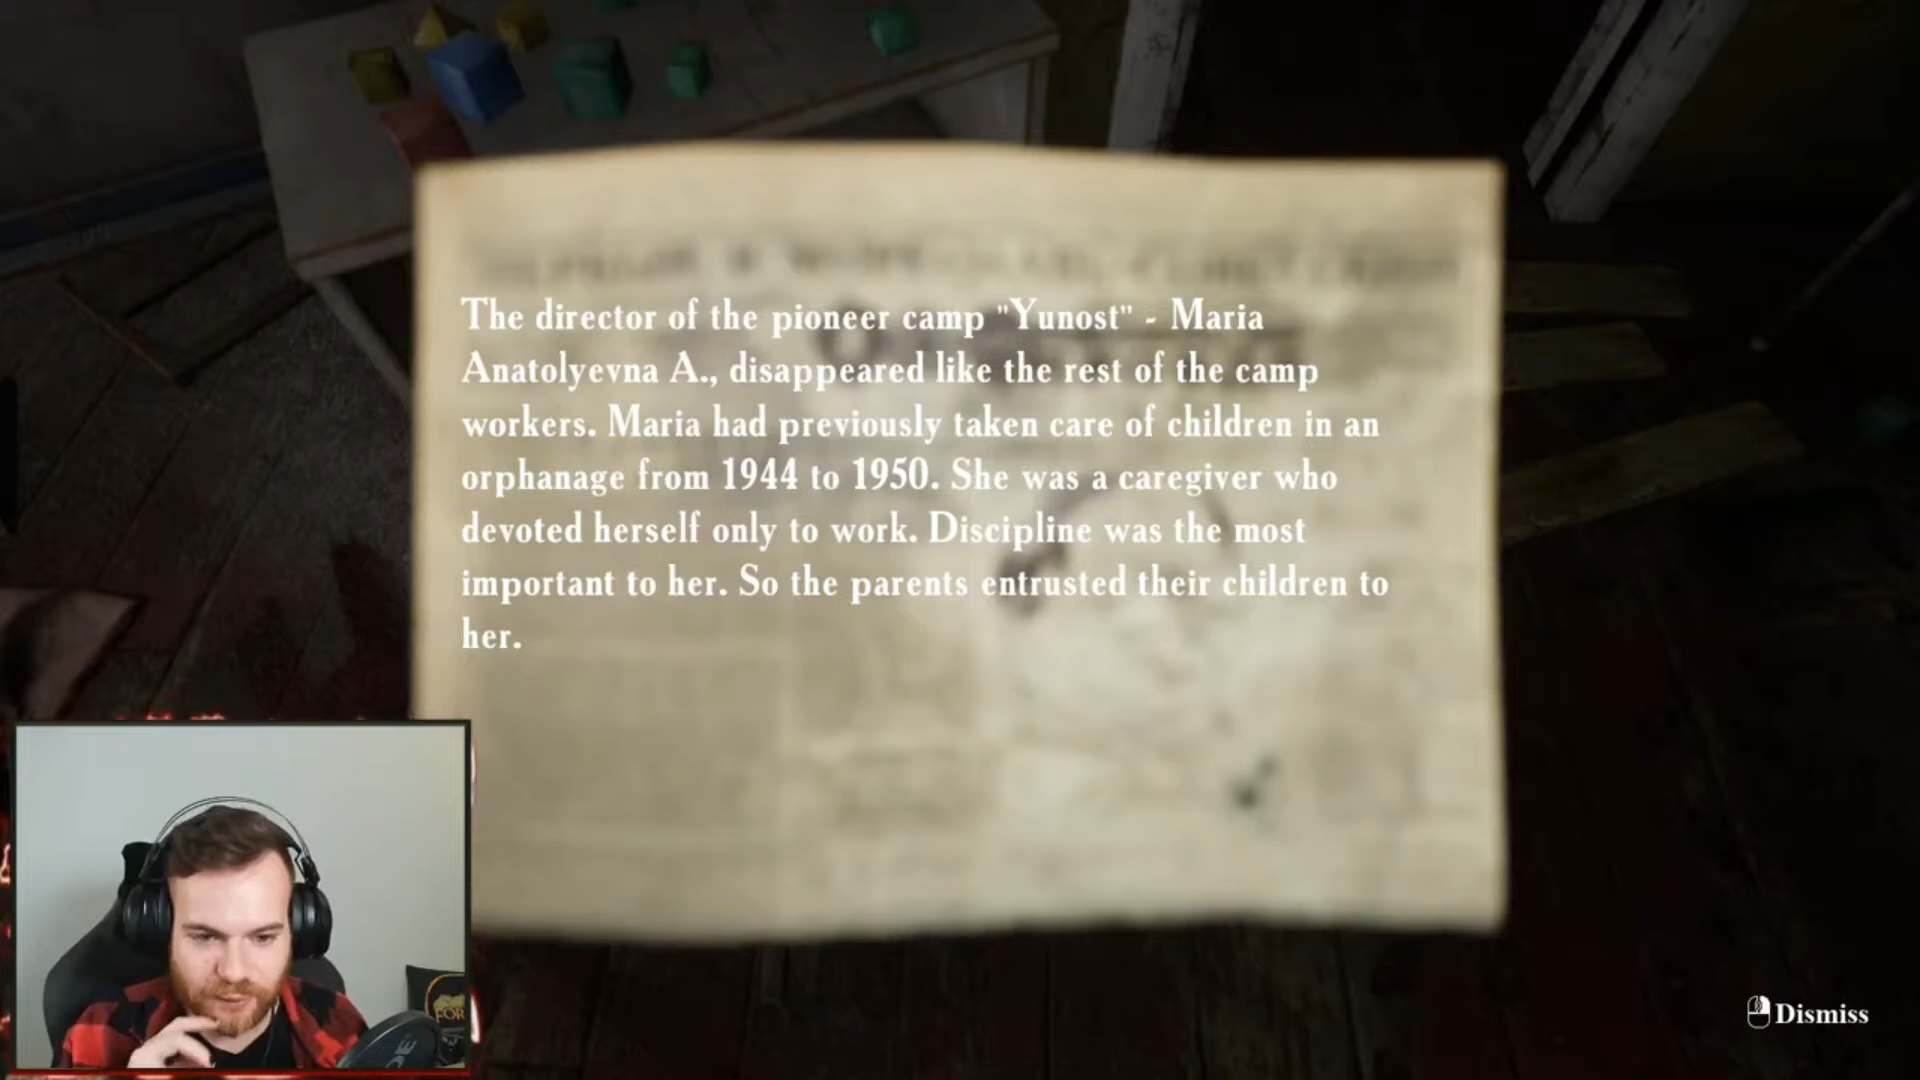 The director of the pioneer camp "Yunost" - Maria
Anatolyevna A., disappeared like the rest of the camp
workers. Maria had previously taken care of children in an
orphanage from 1944 to 1950. She was a caregiver who
devoted herself only to work. Discipline was the most
important to her. So the parents entrusted their children to
her.
FOR
Dismiss